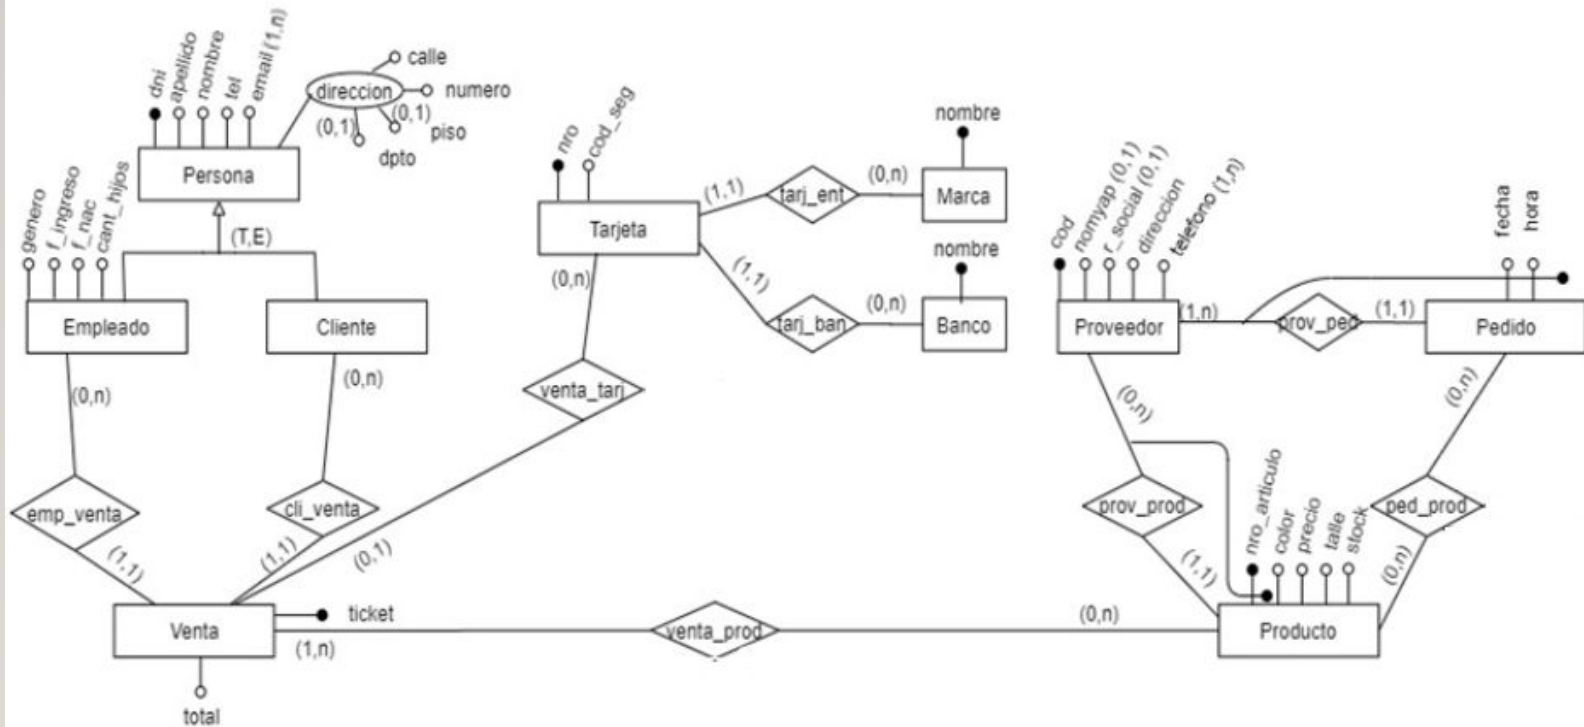 dni
apellido
nombre
tel
email (1,n)
calle
direccion
numero
(0,1)
(0,1)
piso
dpto
Persona
(T,E)
genero
f_ingreso
f_nac
cant_hijos
Empleado
Cliente
nro
cod_seg
Tarjeta
(1,1)
tarj_ent
(0,n)
nombre
Marca
(1,1)
tarj_ban
(0,n)
nombre
Banco
cod
nomyap (0,1)
r_social (0,1)
direccion
telefono (1,n)
Proveedor
(1,n)
prov_ped
(1,1)
fecha
hora
Pedido
(0,n)
(0,n)
(0,n)
venta_tarj
(0,n)
(0,n)
emp_venta
cli_venta
prov_prod
ped_prod
nro_articulo
color
precio
talle
stock
(1,1)
(1,1)
(0,1)
(1,1)
(0,n)
Venta
ticket
(1,n)
venta_prod
(0,n)
Producto
total